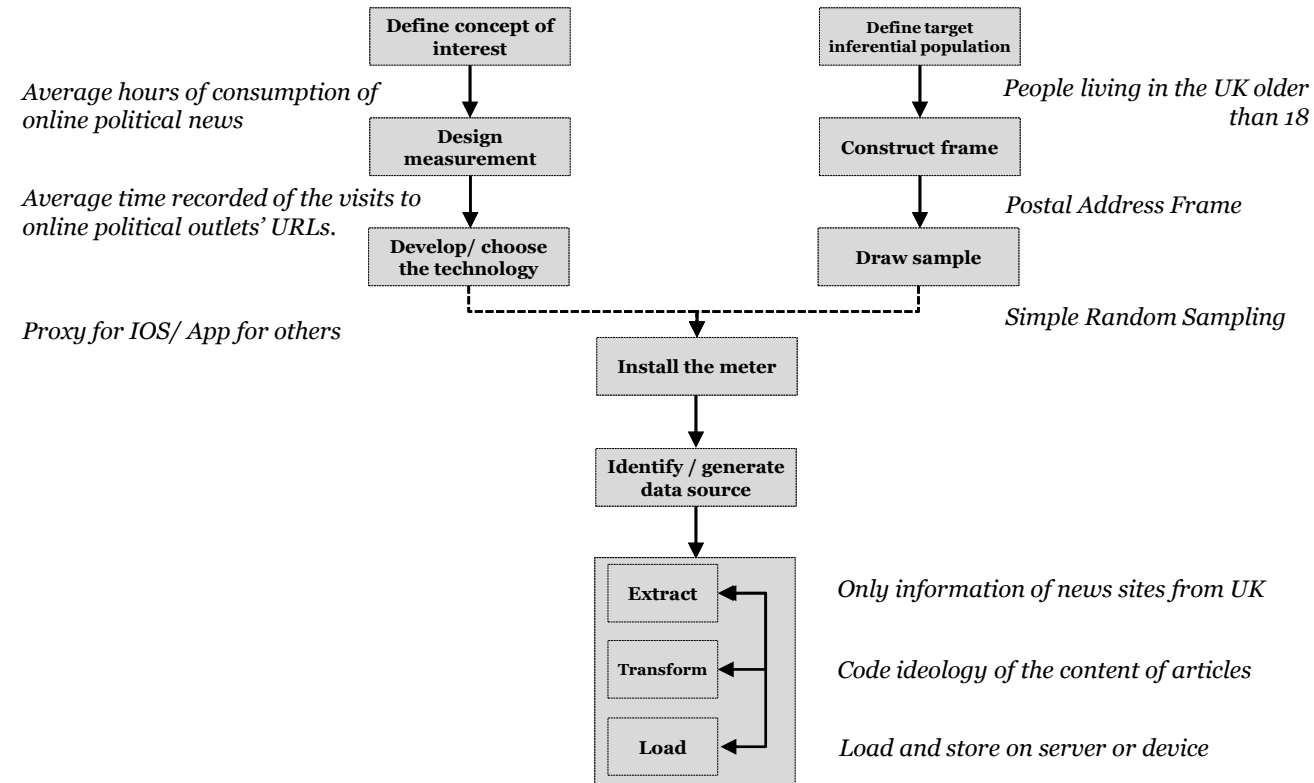 Define concept of
interest
Define target
inferential population
Average hours of consumption of
online political news
People living in the UK older
than 18
Design
measurement
Construct frame
Average time recorded of the visits to
online political outlets’ URLs.
Postal Address Frame
Develop/ choose
the technology
Draw sample
Proxy for IOS/ App for others
Simple Random Sampling
Install the meter
Identify / generate
data source
Extract
Only information of news sites from UK
Transform
Code ideology of the content of articles
Load
Load and store on server or device